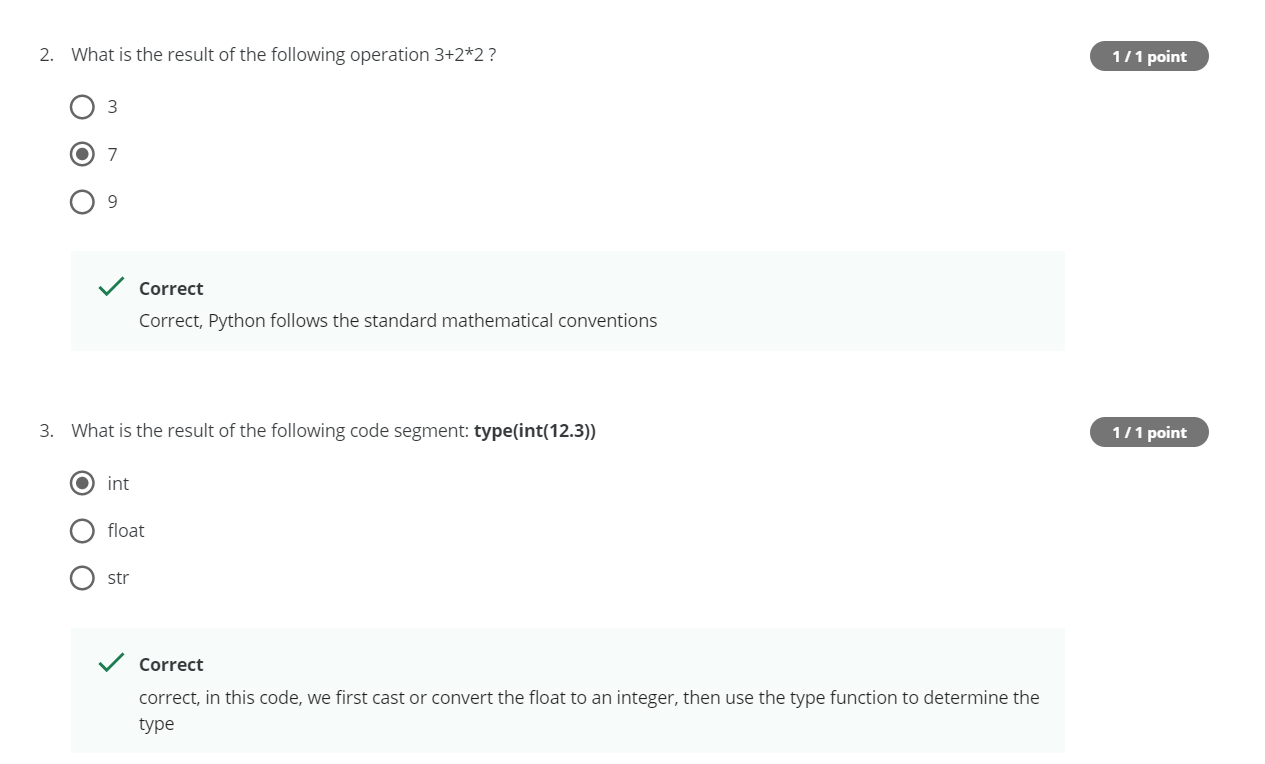 2. What is the result of the following operation 3+2*2 ?
1 / 1 point
3
7
9
Correct
Correct, Python follows the standard mathematical conventions
3. What is the result of the following code segment: type(int(12.3))
1 / 1 point
int
float
str
Correct
correct, in this code, we first cast or convert the float to an integer, then use the type function to determine the
type